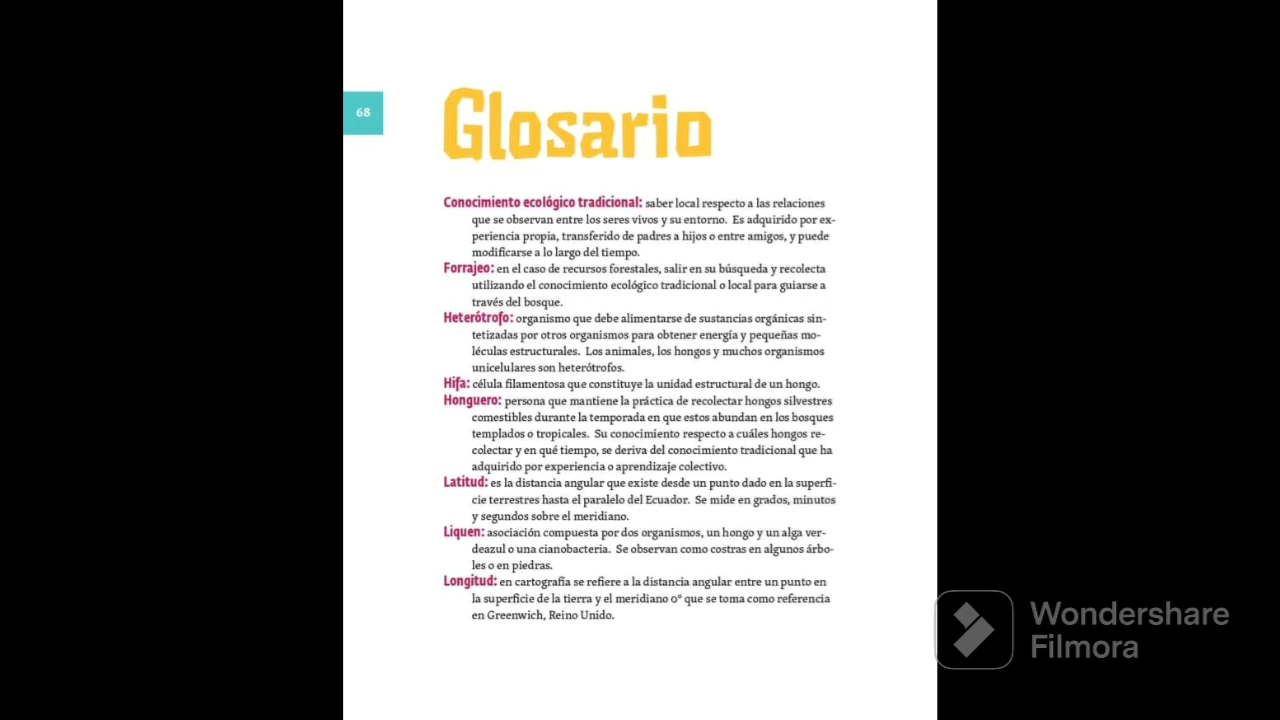 68
Glosario
Conocimiento ecológico tradicional: saber local respecto a las relaciones
que se observan entre los seres vivos y su entorno. Es adquirido por ex-
periencia propia, transferido de padres a hijos o entre amigos, y puede
modificarse a lo largo del tiempo.
Forrajeo: en el caso de recursos forestales, salir en su búsqueda y recolecta
utilizando el conocimiento ecológico tradicional o local para guiarse a
través del bosque.
Heterótrofo: organismo que debe alimentarse de sustancias orgánicas sin-
tetizadas por otros organismos para obtener energía y pequeñas mo-
léculas estructurales. Los animales, los hongos y muchos organismos
unicelulares son heterótrofos.
Hifa: célula filamentosa que constituye la unidad estructural de un hongo.
Honguero: persona que mantiene la práctica de recolectar hongos silvestres
comestibles durante la temporada en que estos abundan en los bosques
templados o tropicales. Su conocimiento respecto a cuáles hongos re-
colectar y en qué tiempo, se deriva del conocimiento tradicional que ha
adquirido por experiencia o aprendizaje colectivo.
Latitud: es la distancia angular que existe desde un punto dado en la superfi-
cie terrestres hasta el paralelo del Ecuador. Se mide en grados, minutos
y segundos sobre el meridiano.
Liquen: asociación compuesta por dos organismos, un hongo y un alga ver-
deazul o una cianobacteria. Se observan como costras en algunos árbo-
les o en piedras.
Longitud: en cartografía se refiere a la distancia angular entre un punto en
la superficie de la tierra y el meridiano 0° que se toma como referencia
en Greenwich, Reino Unido.
Wondershare
Filmora